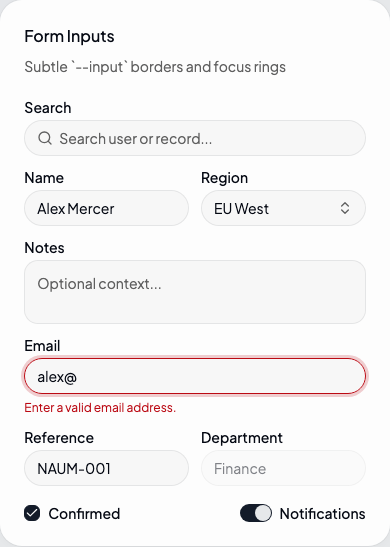 Form Inputs
Subtle `--input` borders and focus rings
Search
Search user or record...
Name
Region
Alex Mercer
EU West
Notes
Optional context...
Email
alex@
Enter a valid email address.
Reference
Department
NAUM-001
Finance
Confirmed
Notifications